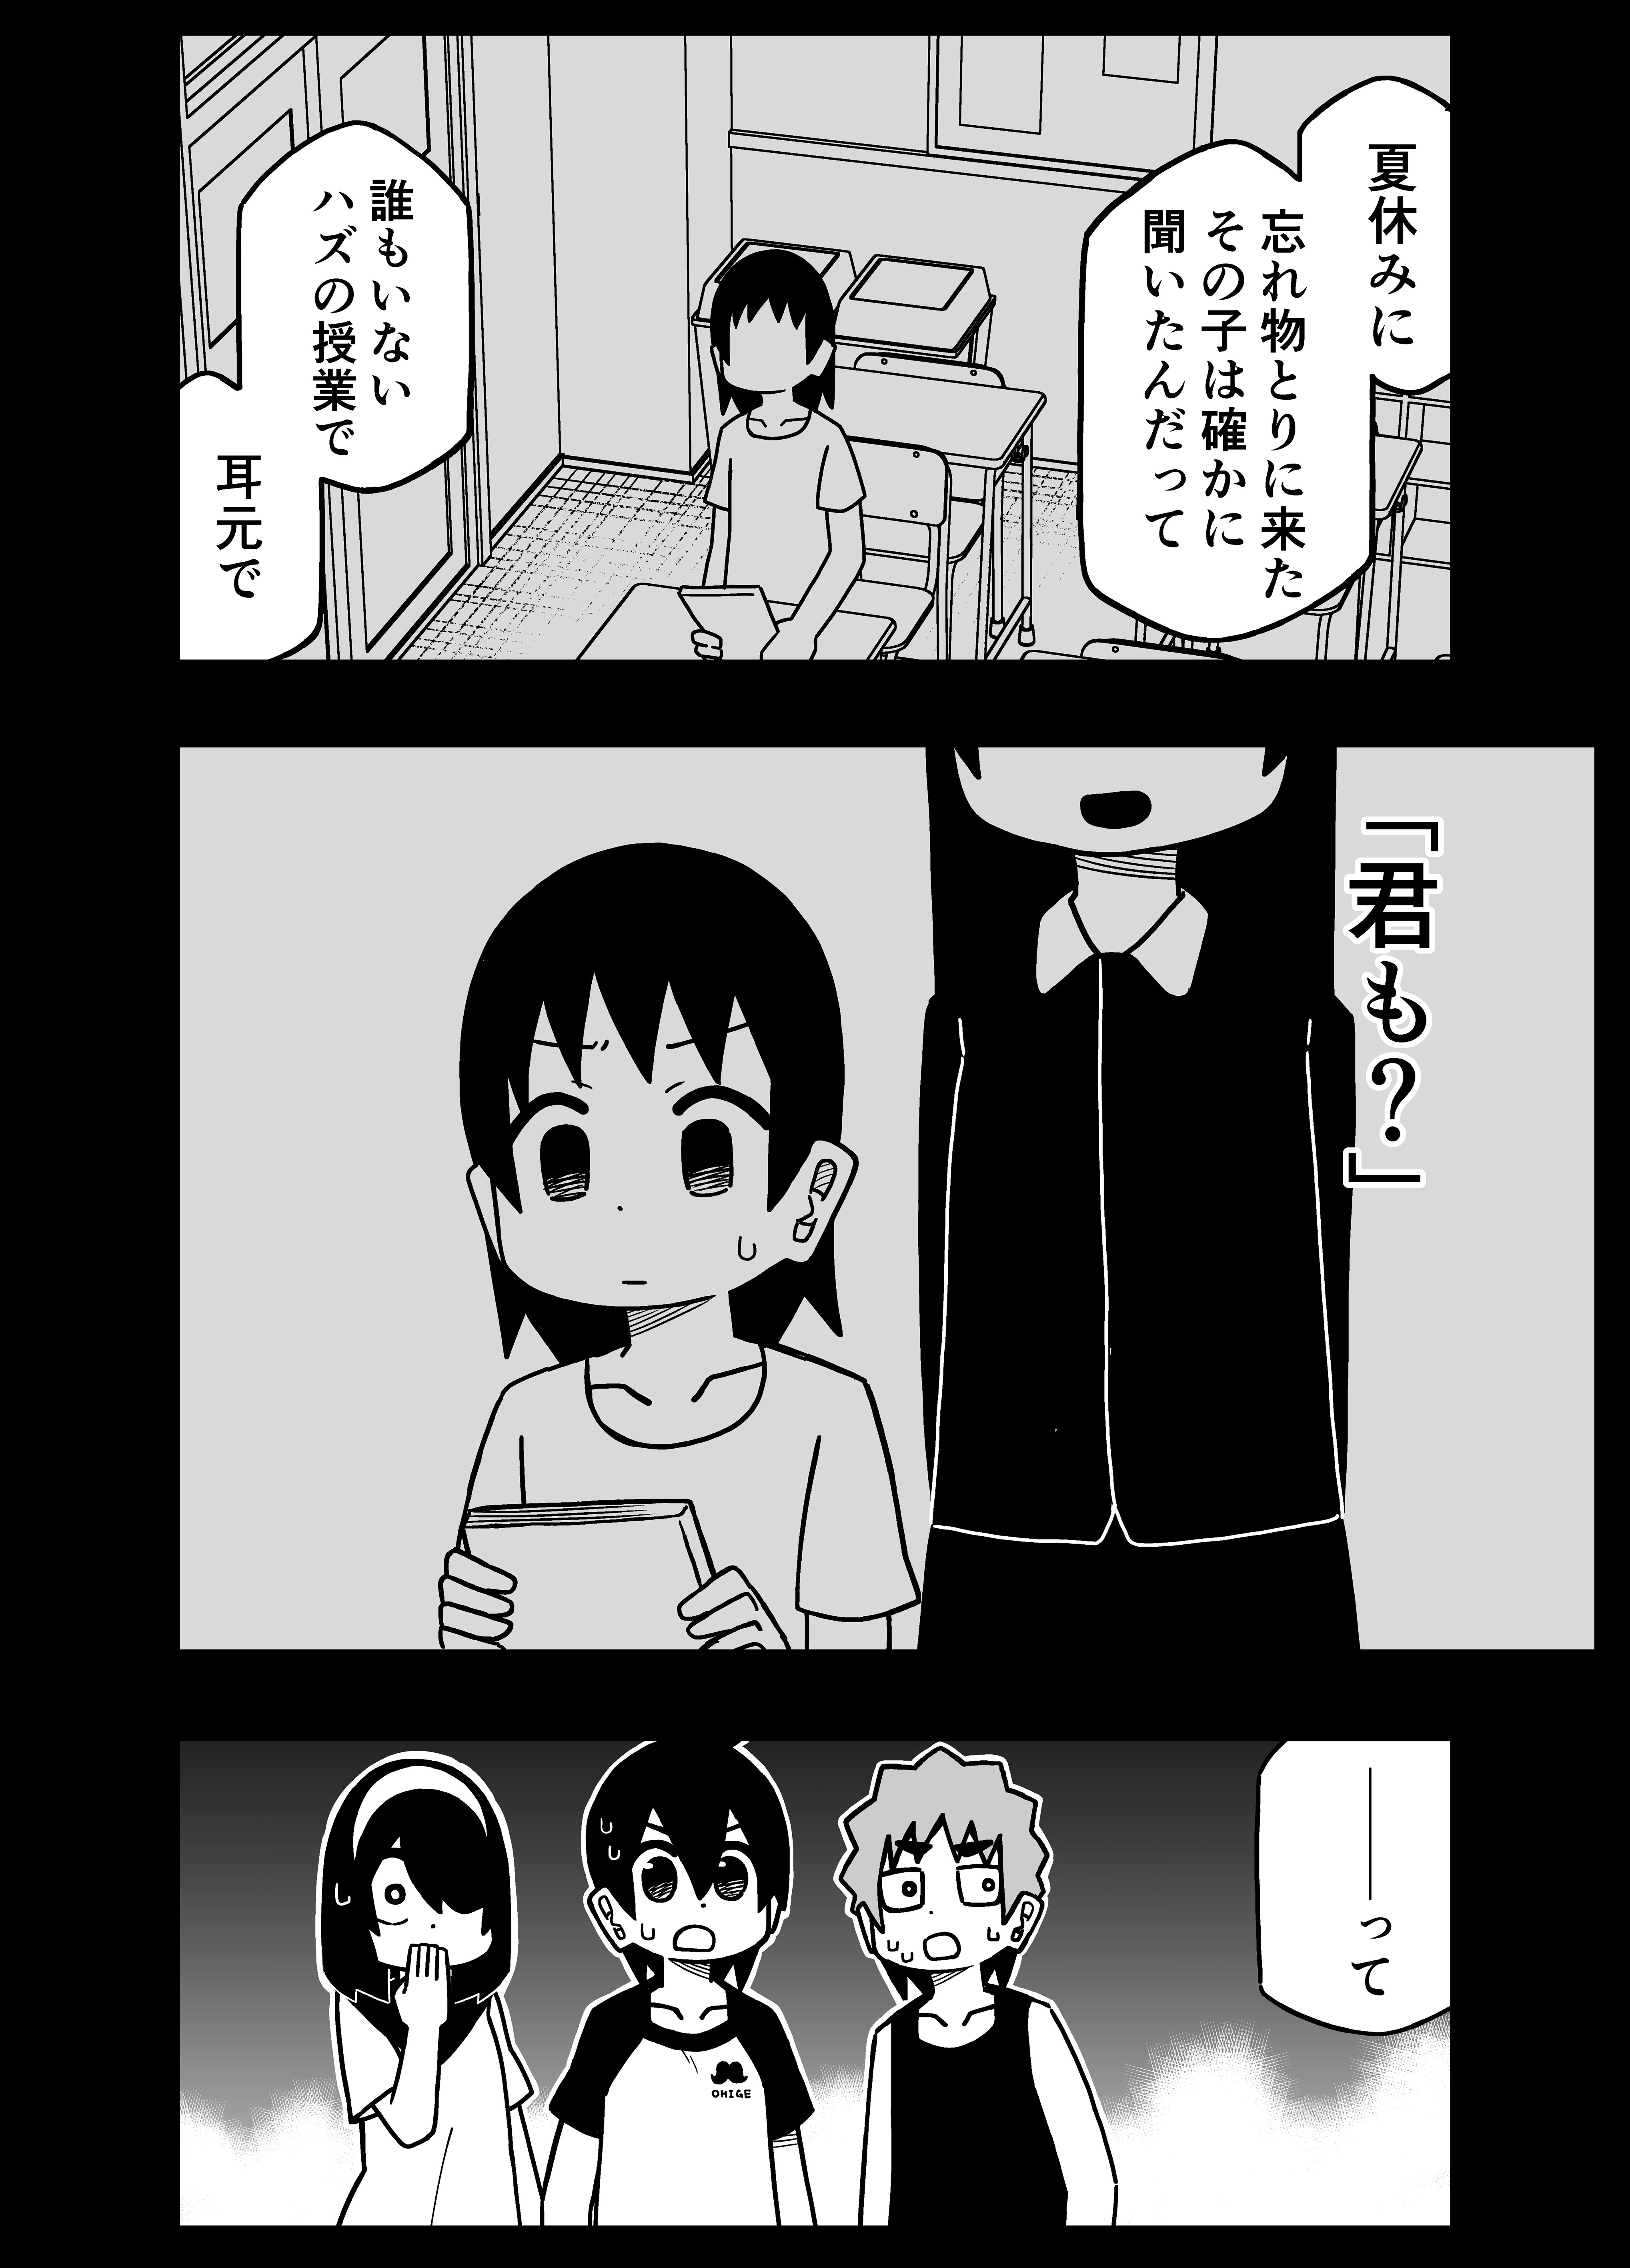 夏休みに
忘れ物とりに来た
その子は確かに
聞いたんだって
誰もいない
ハズの授業で
耳元で
「君も？」
――って
OHIGE